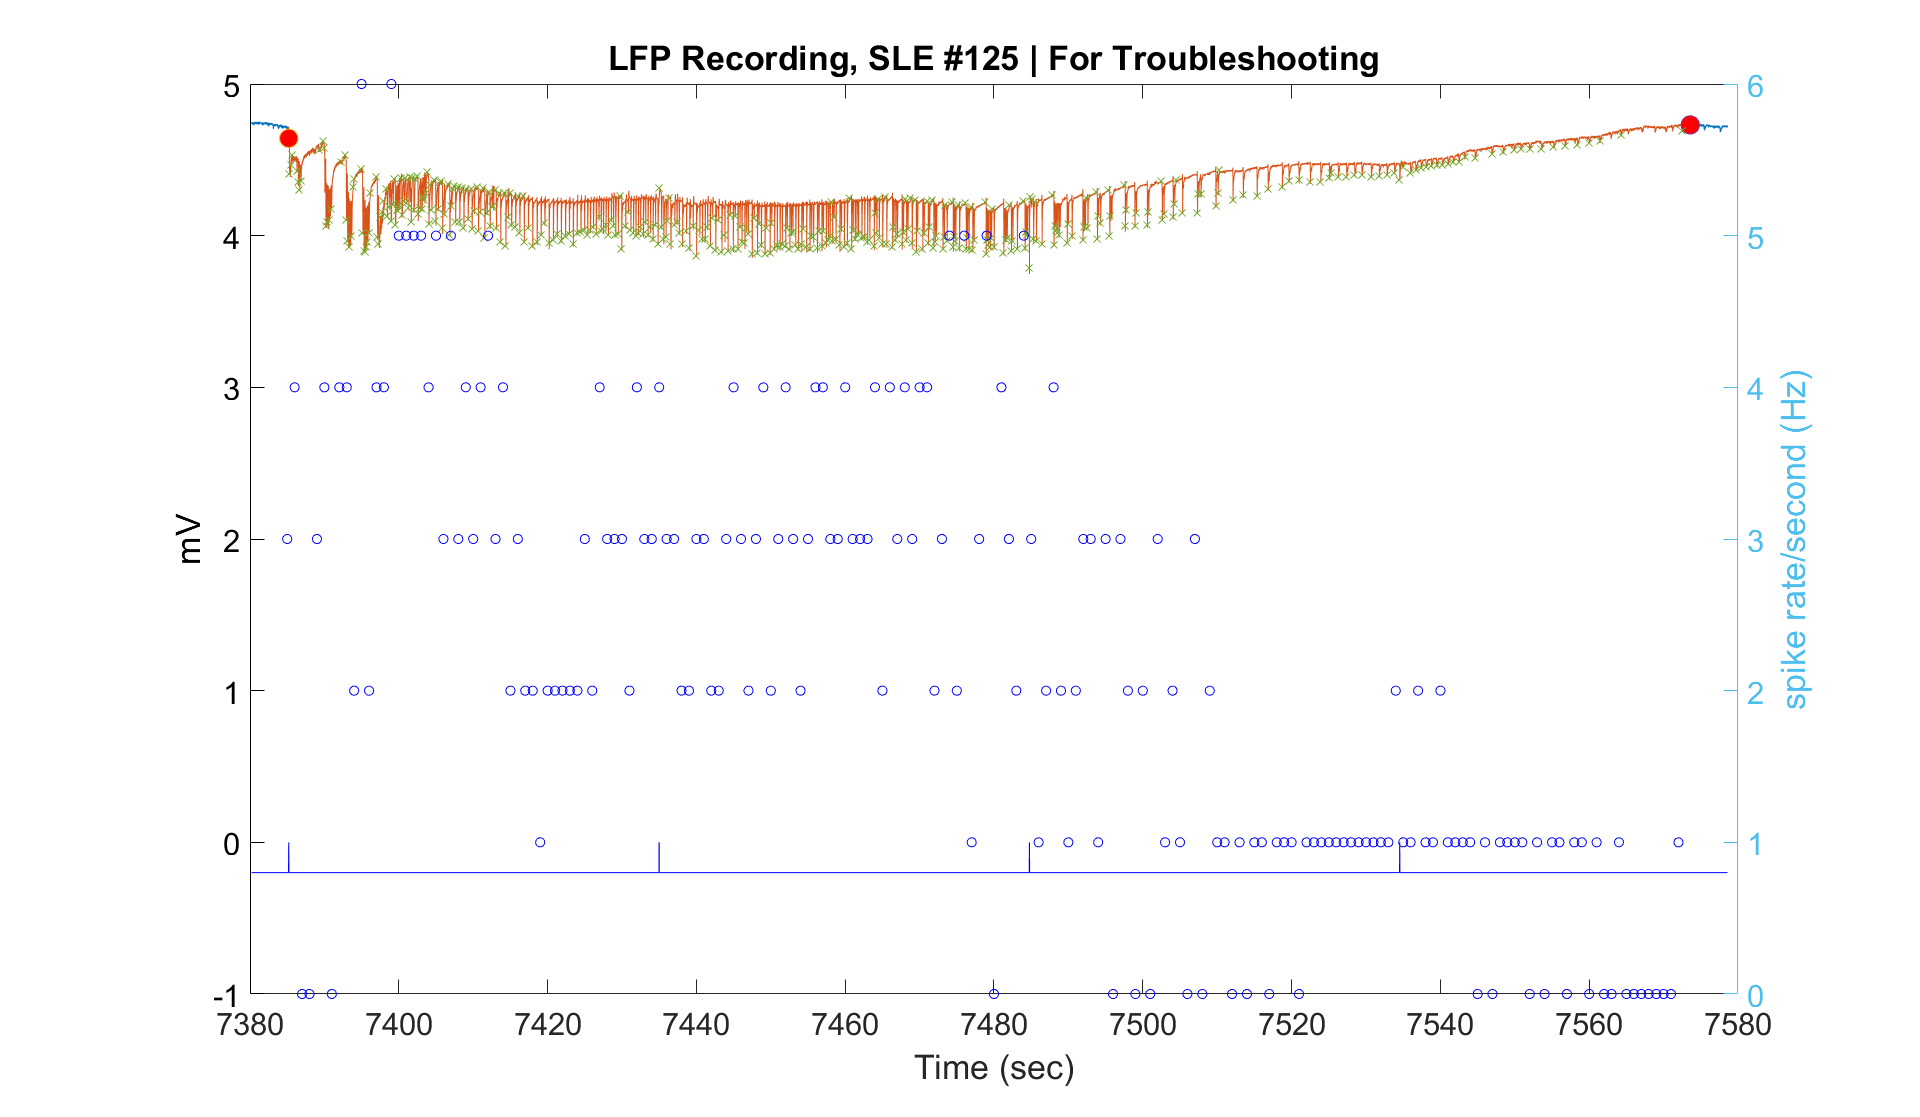 LFP Recording, SLE #125 | For Troubleshooting
5
4
3
2
1
0
-1
mV
6
5
4
3
2
1
0
spike rate/second (Hz)
7380 7400 7420 7440 7460 7480 7500 7520 7540 7560 7580
Time (sec)